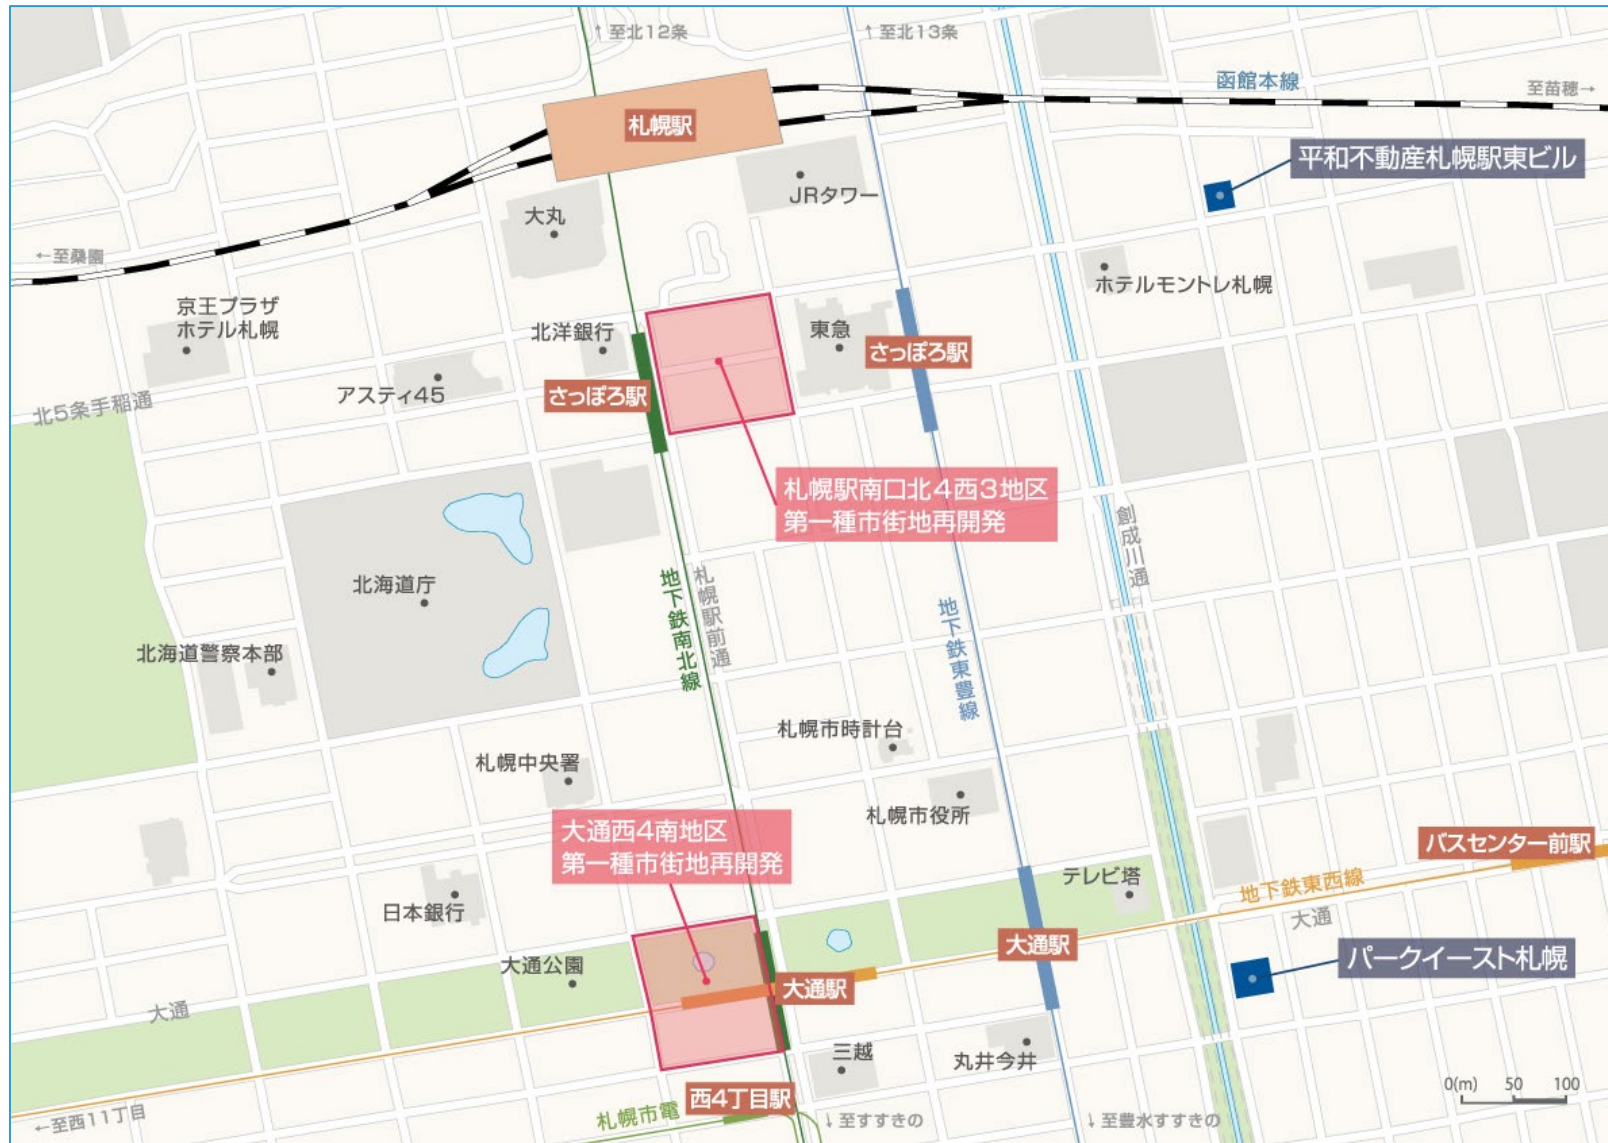 ↑至北12条
↑至北13条
函館本線
至苗穂→
札幌駅
平和不動産札幌駅東ビル
JRタワー
大丸
←至桑園
ホテルモントレ札幌
京王プラザ
ホテル札幌
北洋銀行
東急
さっぽろ駅
アスティ45
さっぽろ駅
北5条手稲通
札幌駅南口北4西3地区
第一種市街地再開発
創成川通
北海道庁
地下鉄南北線
札幌駅前通
地下鉄東豊線
北海道警察本部
札幌市時計台
札幌中央署
札幌市役所
大通西4南地区
第一種市街地再開発
バスセンター前駅
テレビ塔
地下鉄東西線
大通
日本銀行
大通駅
パークイースト札幌
大通公園
大通駅
大通
三越
丸井今井
0(m) 50 100
西4丁目駅
札幌市電
←至西11丁目
↓至すすきの
↓至豊水すすきの